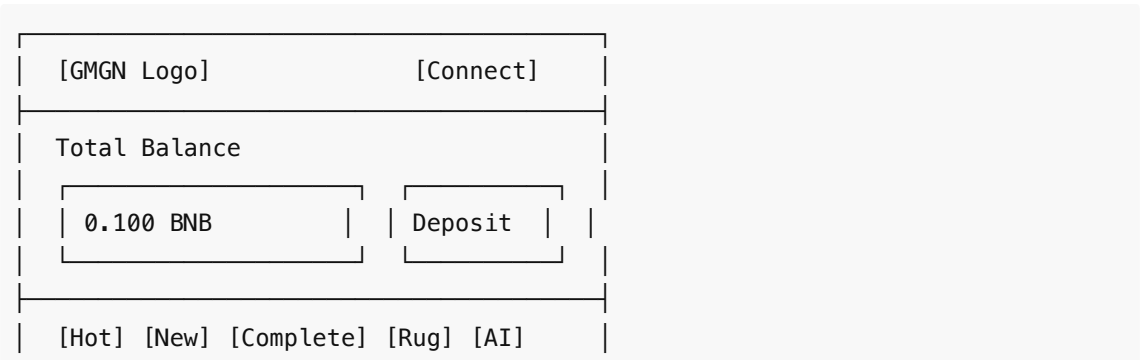 [GMGN Logo] [Connect]
Total Balance
0.100 BNB Deposit
[Hot] [New] [Complete] [Rug] [AI]